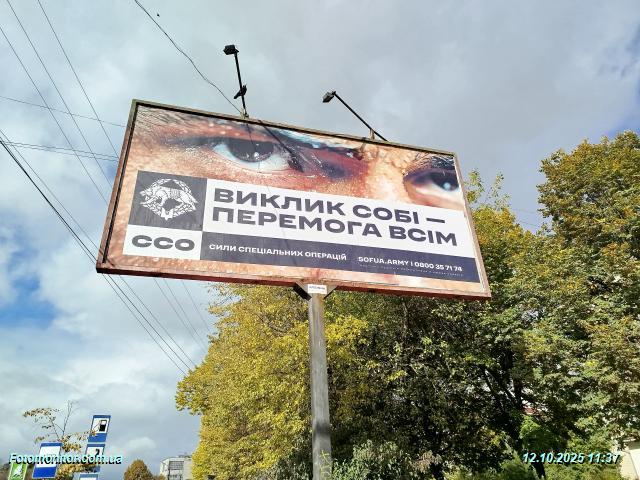 ВИКЛИК СОБІ –
ПЕРЕМОГА ВСІМ
ССО
СИЛИ СПЕЦІАЛЬНИХ ОПЕРАЦІЙ
SOFUA.ARMY і 0800 35 71 74
Fotomonitor.com.ua
12.10.2025 11:37